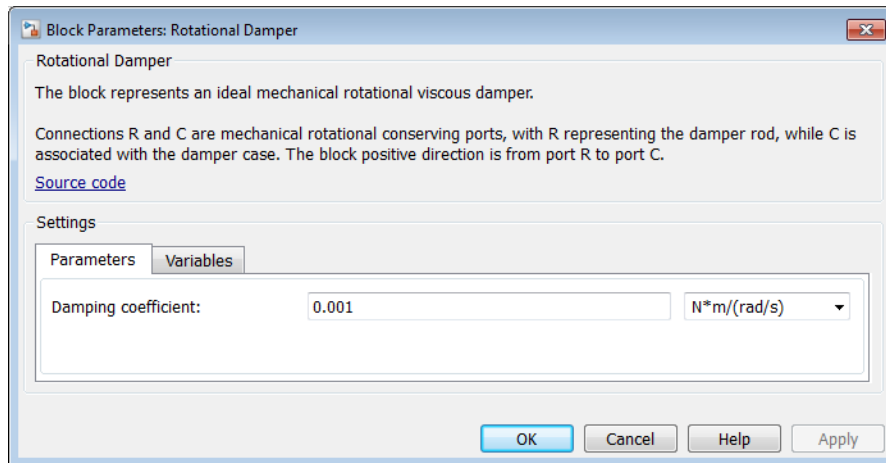 Block Parameters: Rotational Damper
Rotational Damper
The block represents an ideal mechanical rotational viscous damper.
Connections R and C are mechanical rotational conserving ports, with R representing the damper rod, while C is
associated with the damper case. The block positive direction is from port R to port C.
Source code
Settings
Parameters Variables
Damping coefficient: 0.001 N*m/(rad/s)
OK Cancel Help Apply